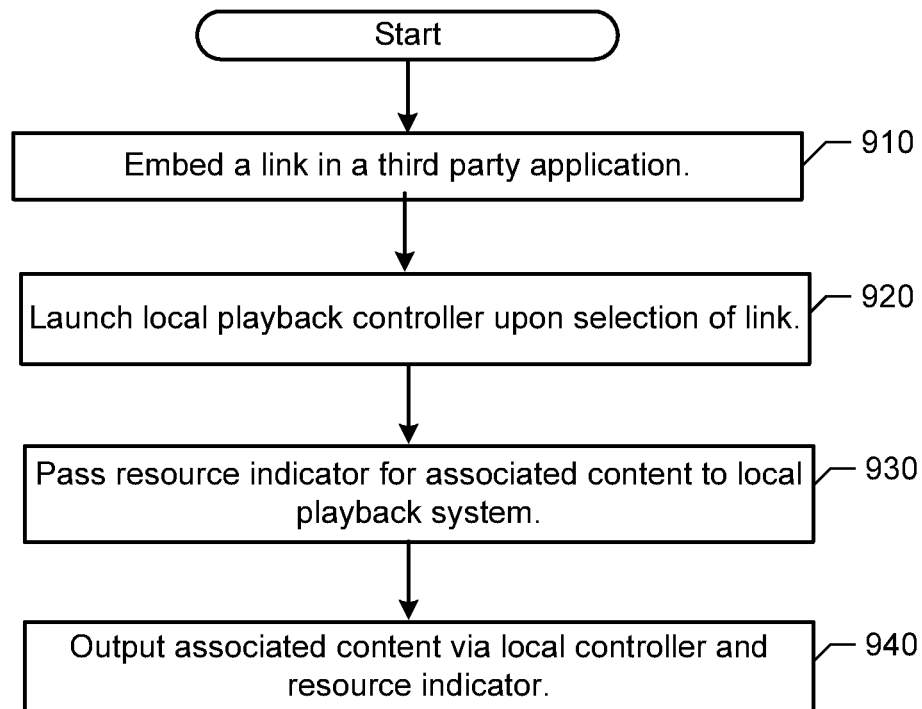 Start
Embed a link in a third party application.
910
Launch local playback controller upon selection of link.
920
Pass resource indicator for associated content to local
playback system.
930
Output associated content via local controller and
resource indicator.
940